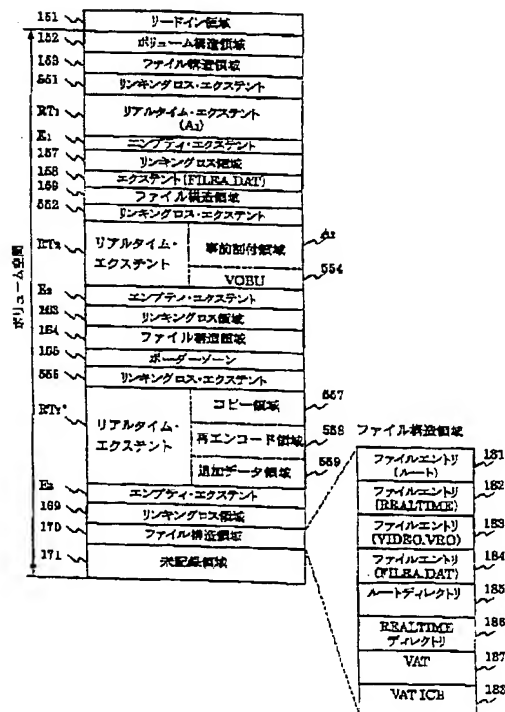 151 リードイン領域
152 ボリューム構造領域
153 ファイル構造領域
551 リンキングロス・エクステント
RT1 リアルタイム・エクステント
(A1)
E1 エンプティ・エクステント
157 リンキングロス領域
158 エクステント(FILEA.DAT)
159 ファイル構造領域
552 リンキングロス・エクステント
RT2 リアルタイム・エクステント
事前割付領域 A2
VOBU 554
E2 エンプティ・エクステント
163 リンキングロス領域
164 ファイル構造領域
165 ボーダーゾーン
556 リンキングロス・エクステント
リアルタイム・エクステント
コピー領域 557
再エンコード領域 558
追加データ領域 559
E3 エンプティ・エクステント
169 リンキングロス領域
170 ファイル構造領域
171 未記録領域
ボリューム空間
ファイル構造領域
ファイルエントリ 181
(ルート)
ファイルエントリ 182
(REALTIME)
ファイルエントリ 183
(VIDEO.VRO)
ファイルエントリ 184
(FILEA.DAT)
ルートディレクトリ 185
REALTIME 186
ディレクトリ
VAT 187
VAT ICB 188